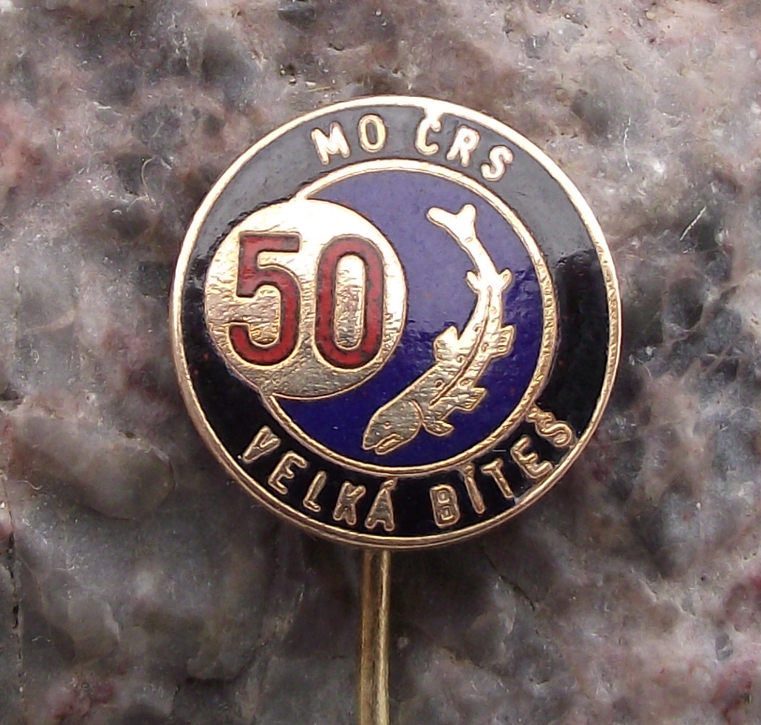 MO ČRS
50
VELKÁ BÍTEŠ